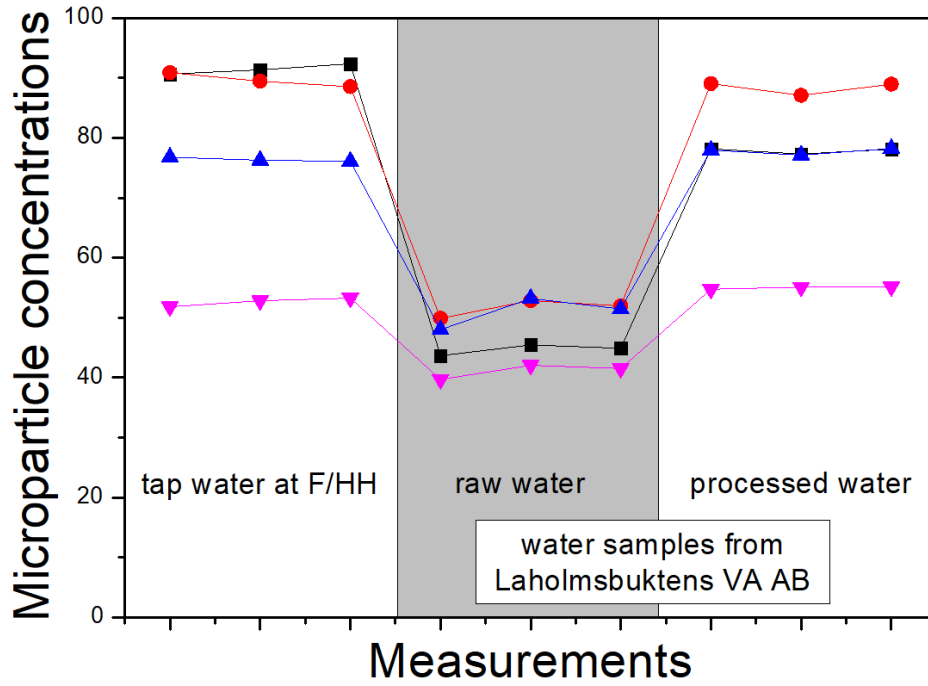 Microparticle concentrations
100
80
60
40
20
0
tap water at F/HH
raw water
processed water
water samples from
Laholmsbuktens VA AB
Measurements